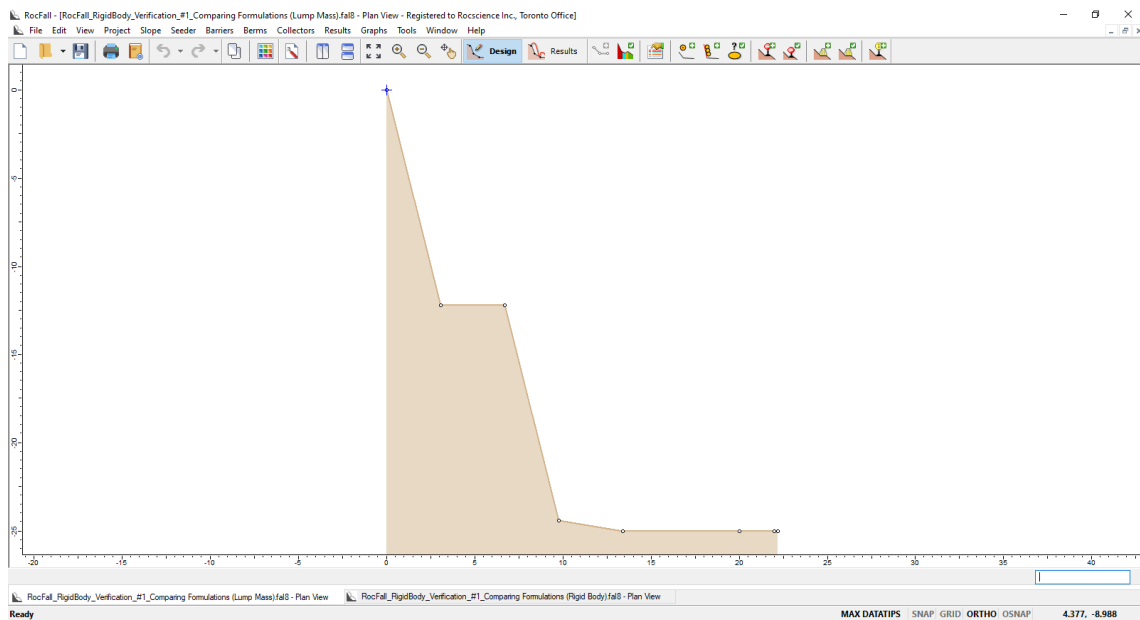 RocFall - [RocFall_RigidBody_Verification_#1_Comparing Formulations (Lump Mass).fal8 - Plan View - Registered to Rocscience Inc., Toronto Office]
File Edit View Project Slope Seeder Barriers Berms Collectors Results Graphs Tools Window Help
Design Results
0
-5
-10
-15
-20
-25
-20 -15 -10 -5 0 5 10 15 20 25 30 35 40
RocFall_RigidBody_Verification_#1_Comparing Formulations (Lump Mass).fal8 - Plan View RocFall_RigidBody_Verification_#1_Comparing Formulations (Rigid Body).fal8 - Plan View
Ready MAX DATATIPS SNAP GRID ORTHO OSNAP 4.377, -8.988